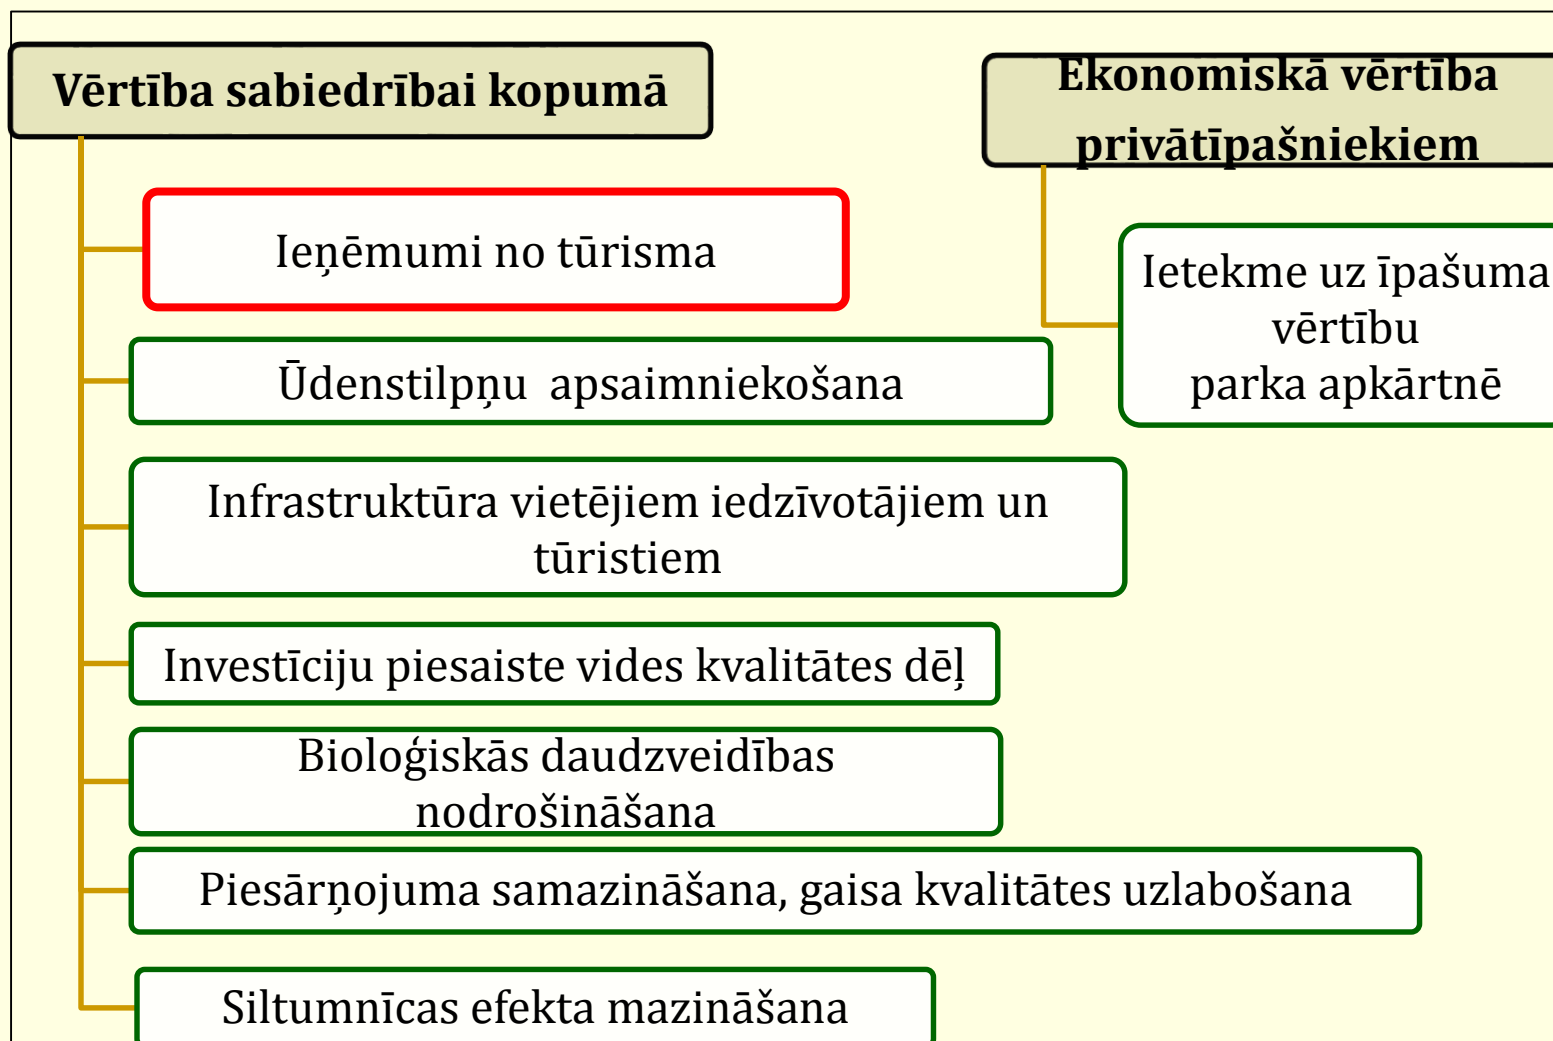 Vērtība sabiedrībai kopumā
Ieņēmumi no tūrisma
Ūdenstilpņu apsaimniekošana
Infrastruktūra vietējiem iedzīvotājiem un
tūristiem
Investīciju piesaiste vides kvalitātes dēļ
Bioloģiskās daudzveidības
nodrošināšana
Piesārņojuma samazināšana, gaisa kvalitātes uzlabošana
Siltumnīcas efekta mazināšana
Ekonomiskā vērtība
privātīpašniekiem
Ietekme uz īpašuma
vērtību
parka apkārtnē